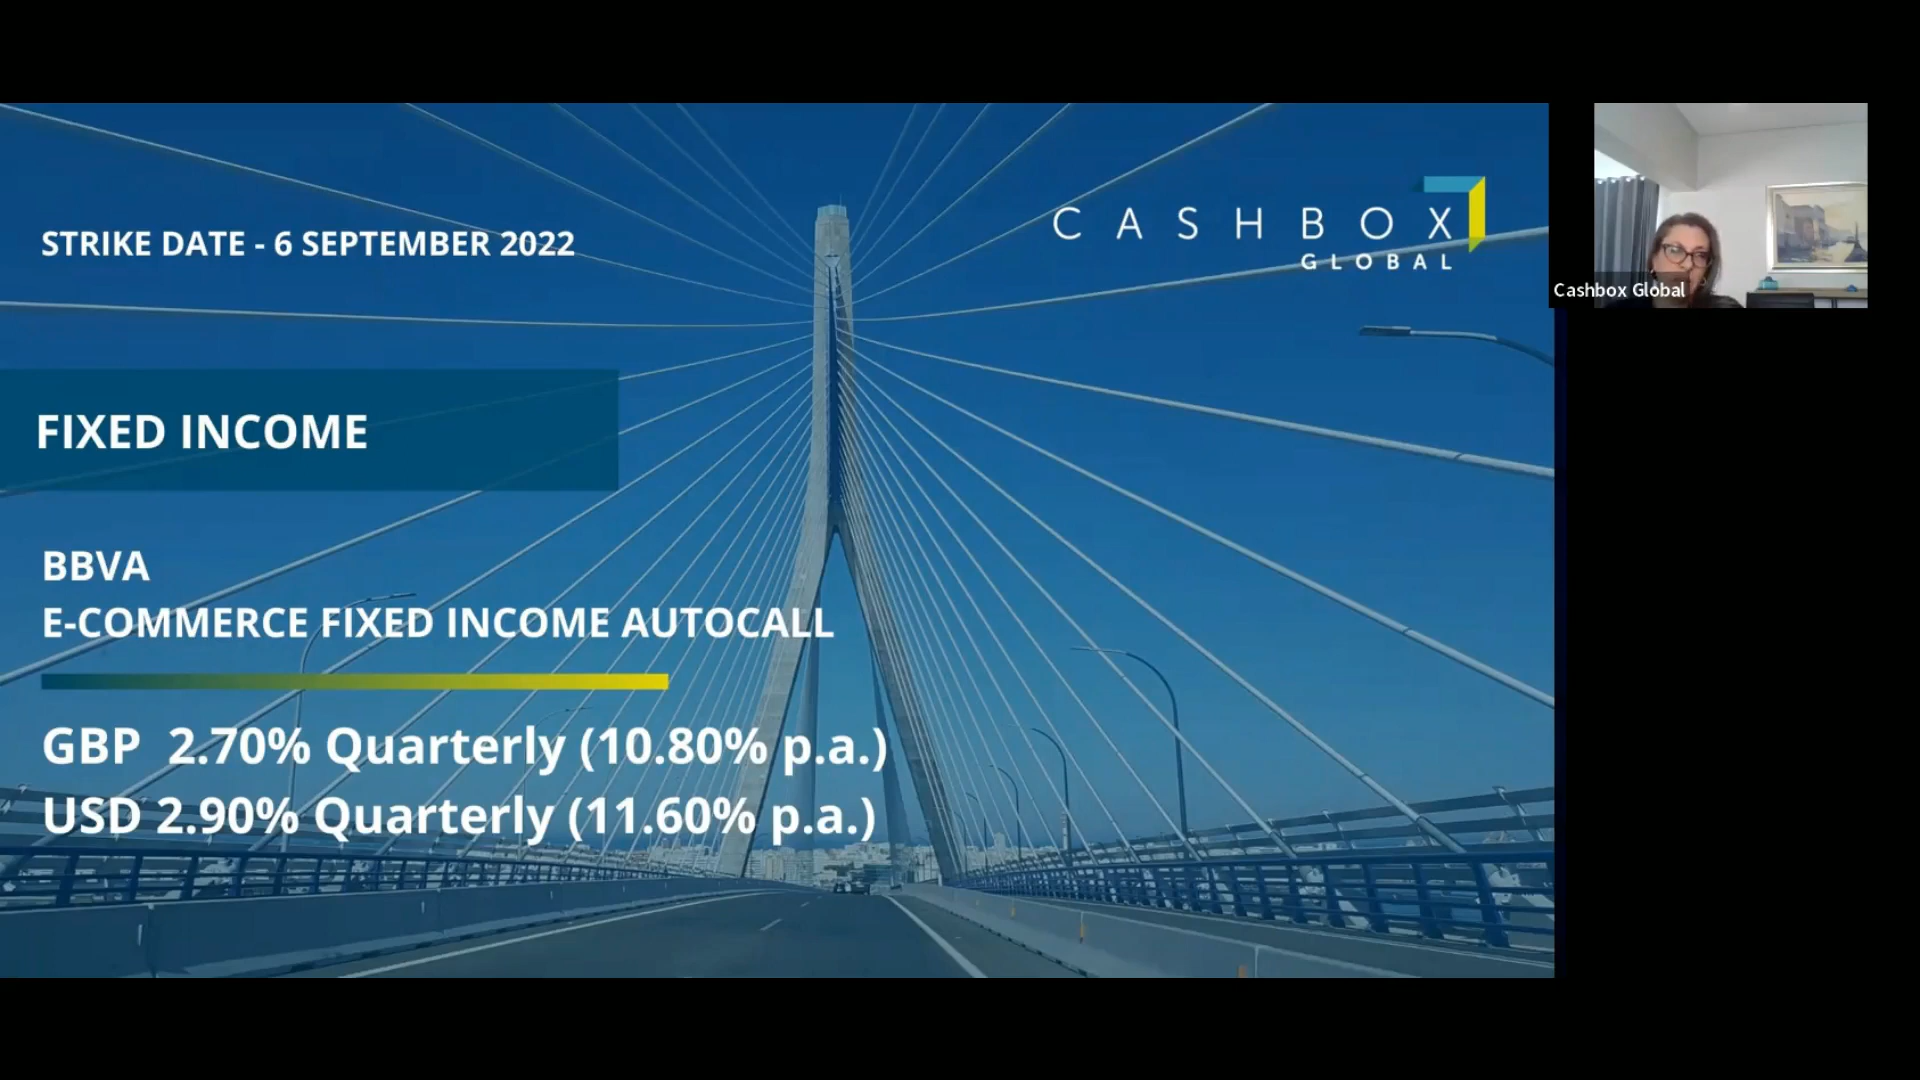 STRIKE DATE - 6 SEPTEMBER 2022
CASHBOX
GLOBAL
Cashbox Global
FIXED INCOME
BBVA
E-COMMERCE FIXED INCOME AUTOCALL
GBP 2.70% Quarterly (10.80% p.a.)
USD 2.90% Quarterly (11.60% p.a.)